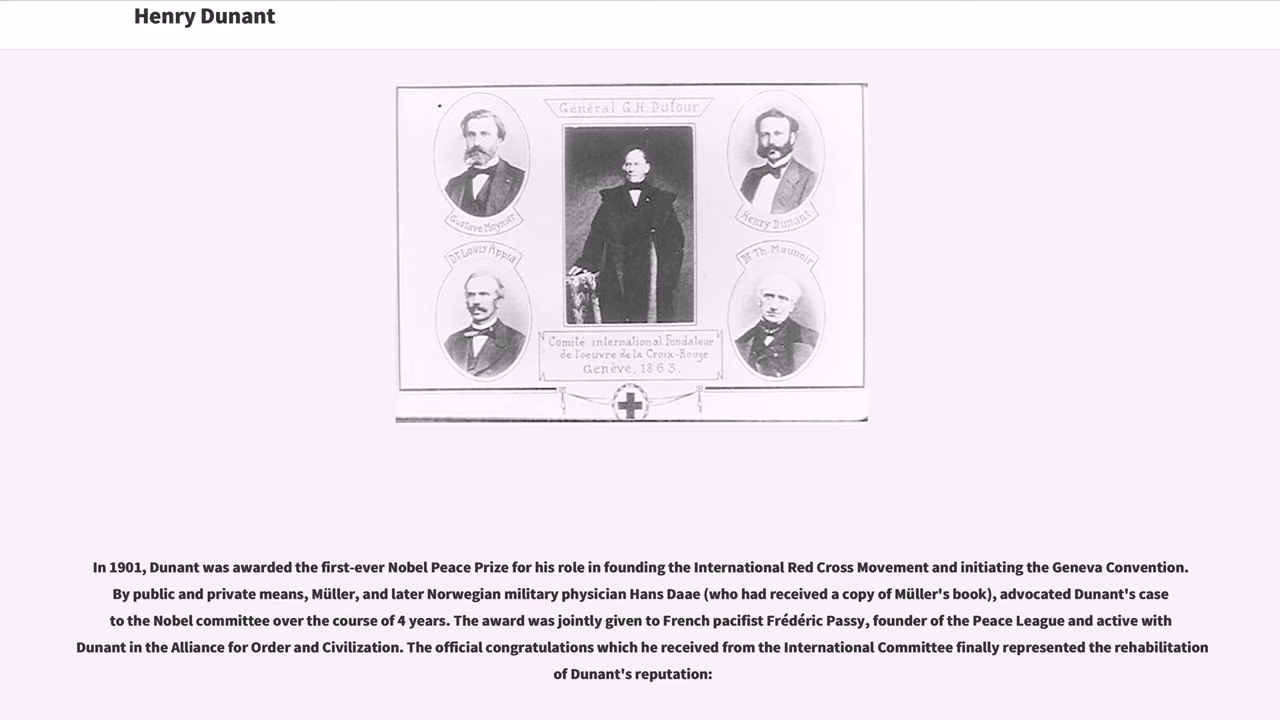 Henry Dunant
Général G.H. Dufour
Gustave Moynier
Henry Dunant
Dr Louis Appia
Dr Th. Maunoir
Comité international Fondateur
de l'oeuvre de la Croix-Rouge
Genève, 1863.
In 1901, Dunant was awarded the first-ever Nobel Peace Prize for his role in founding the International Red Cross Movement and initiating the Geneva Convention.
By public and private means, Müller, and later Norwegian military physician Hans Daae (who had received a copy of Müller's book), advocated Dunant's case
to the Nobel committee over the course of 4 years. The award was jointly given to French pacifist Frédéric Passy, founder of the Peace League and active with
Dunant in the Alliance for Order and Civilization. The official congratulations which he received from the International Committee finally represented the rehabilitation
of Dunant's reputation: